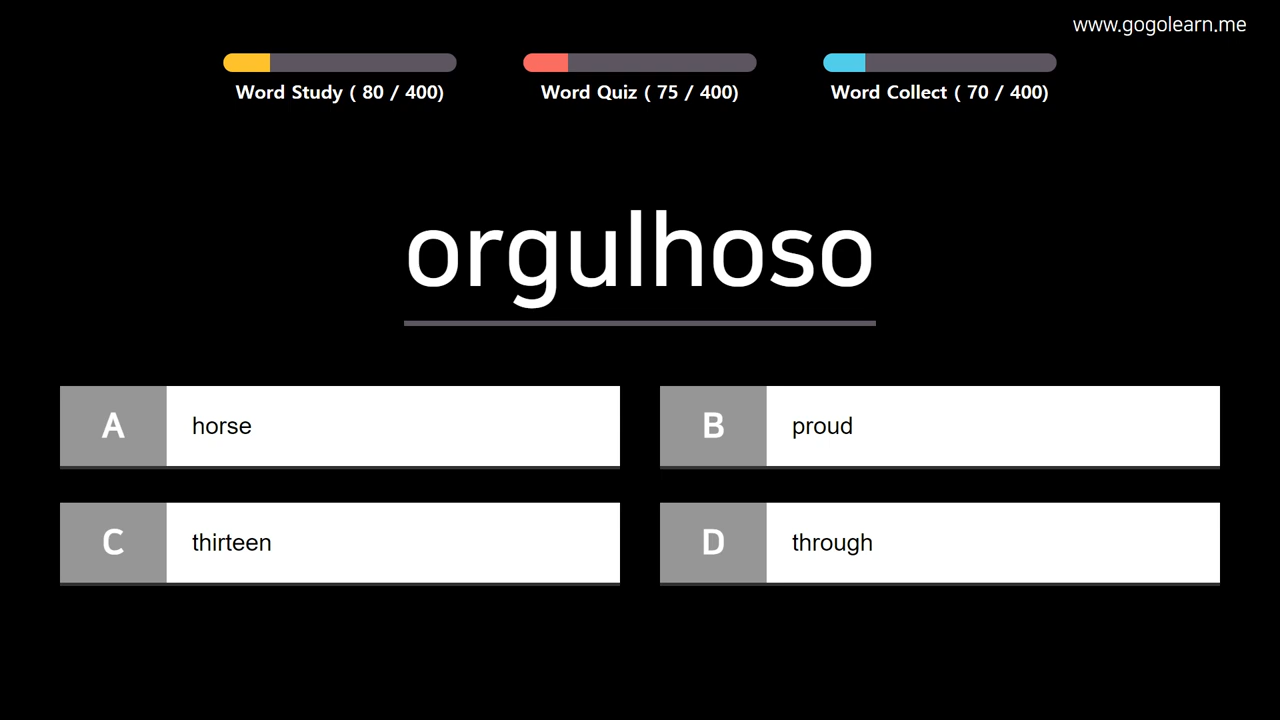 www.gogolearn.me
Word Study ( 80 / 400)
Word Quiz ( 75 / 400)
Word Collect ( 70 / 400)
orgulhoso
A horse
B proud
C thirteen
D through